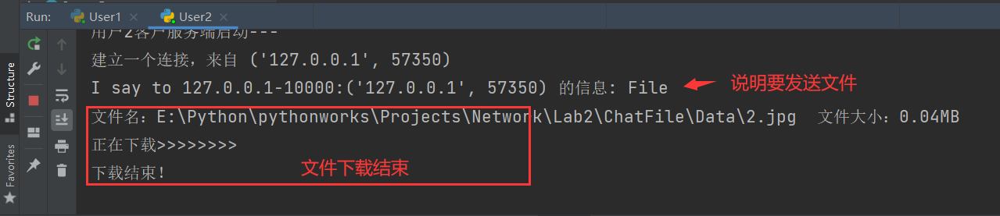 Run: User1 × User2 ×
用户2客户服务端启动---
建立一个连接，来自 ('127.0.0.1', 57350)
I say to 127.0.0.1-10000:('127.0.0.1', 57350) 的信息: File
说明要发送文件
文件名：E:\Python\pythonworks\Projects\Network\Lab2\ChatFile\Data\2.jpg 文件大小：0.04MB
正在下载>>>>>>>>
下载结束！
文件下载结束
Structure
Favorites